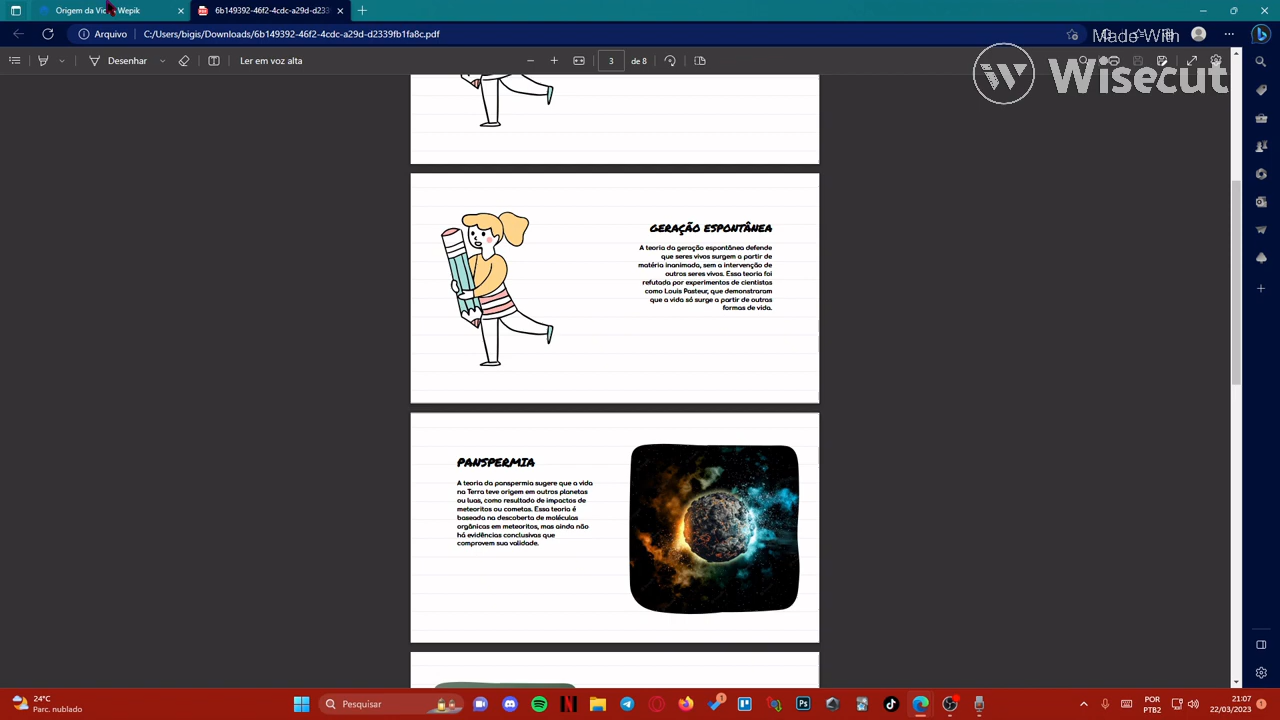 Origem da Vid
Wepik
6b149392-46f2-4cdc-a29d-d233
Arquivo
C:/Users/bigis/Downloads/6b149392-46f2-4cdc-a29d-d2339b1fa8c.pdf
Made With
Wisecut
Desenhar
Ler em voz alta
3
de 8
GERAÇÃO ESPONTÂNEA
A teoria da geração espontânea defende
que seres vivos surgem a partir de
matéria inanimada, sem a intervenção de
outros seres vivos. Essa teoria foi
refutada por experimentos de cientistas
como Louis Pasteur, que demonstraram
que a vida só surge a partir de outras
formas de vida.
PANSPERMIA
A teoria da panspermia sugere que a vida
na Terra teve origem em outros planetas
ou luas, como resultado de impactos de
meteoritos ou cometas. Essa teoria é
baseada na descoberta de moléculas
orgânicas em meteoritos, mas ainda não
há evidências conclusivas que
comprovem sua validade.
24°C
Parc. nublado
Pesquisar
1
Ps
POR
PTB2
21:07
22/03/2023
1